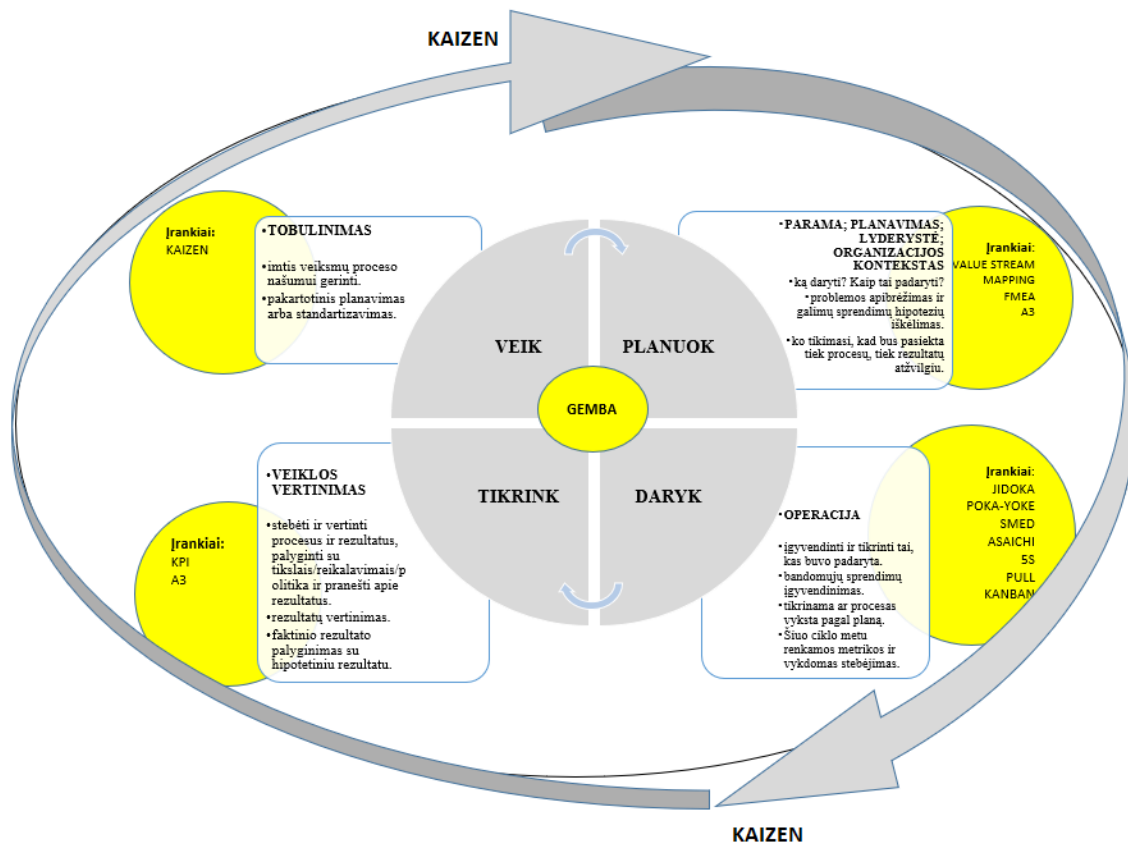 KAIZEN
Įrankiai:
KAIZEN
•TOBULINIMAS
•imtis veiksmų proceso
našumui gerinti.
•pakartotinis planavimas
arba standartizavimas.
•PARAMA; PLANAVIMAS;
LYDERYSTĖ;
ORGANIZACIJOS
KONTEKSTAS
•ką daryti? Kaip tai padaryti?
•problemos apibrėžimas ir
galimų sprendimų hipotezių
iškėlimas.
•ko tikimasi, kad bus pasiekta
tiek procesų, tiek rezultatų
atžvilgiu.
Įrankiai:
VALUE STREAM
MAPPING
FMEA
A3
VEIK
PLANUOK
GEMBA
TIKRINK
DARYK
Įrankiai:
KPI
A3
•VEIKLOS
VERTINIMAS
•stebėti ir vertinti
procesus ir rezultatus,
palyginti su
tikslais/reikalavimais/p
olitika ir pranešti apie
rezultatus.
•rezultatų vertinimas.
•faktinio rezultato
palyginimas su
hipotetiniu rezultatu.
•OPERACIJA
•įgyvendinti ir tikrinti tai,
kas buvo padaryta.
•bandomųjų sprendimų
įgyvendinimas.
•tikrinama ar procesas
vyksta pagal planą.
•Šiuo ciklo metu
renkamos metrikos ir
vykdomas stebėjimas.
Įrankiai:
JIDOKA
POKA-YOKE
SMED
ASAICHI
5S
PULL
KANBAN
KAIZEN